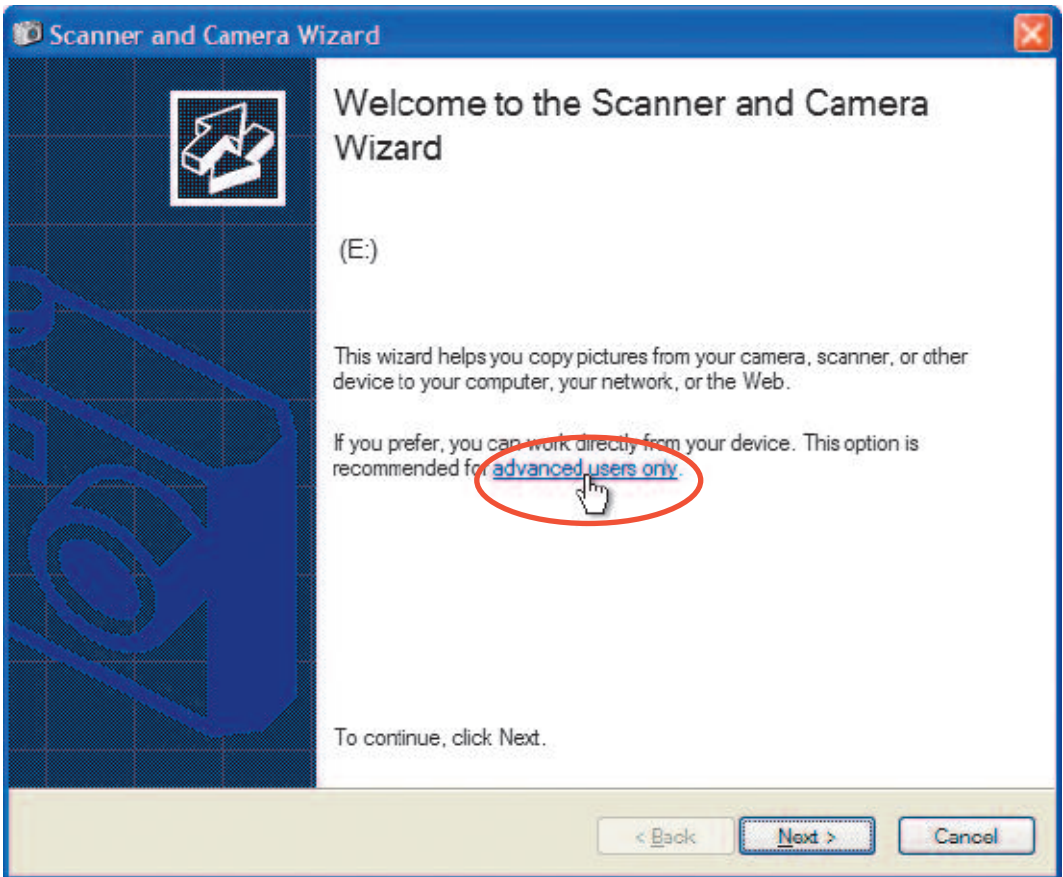 Scanner and Camera Wizard
Welcome to the Scanner and Camera
Wizard
(E:)
This wizard helps you copy pictures from your camera, scanner, or other
device to your computer, your network, or the Web.
If you prefer, you can work directly from your device. This option is
recommended for advanced users only.
To continue, click Next.
< Back
Next >
Cancel